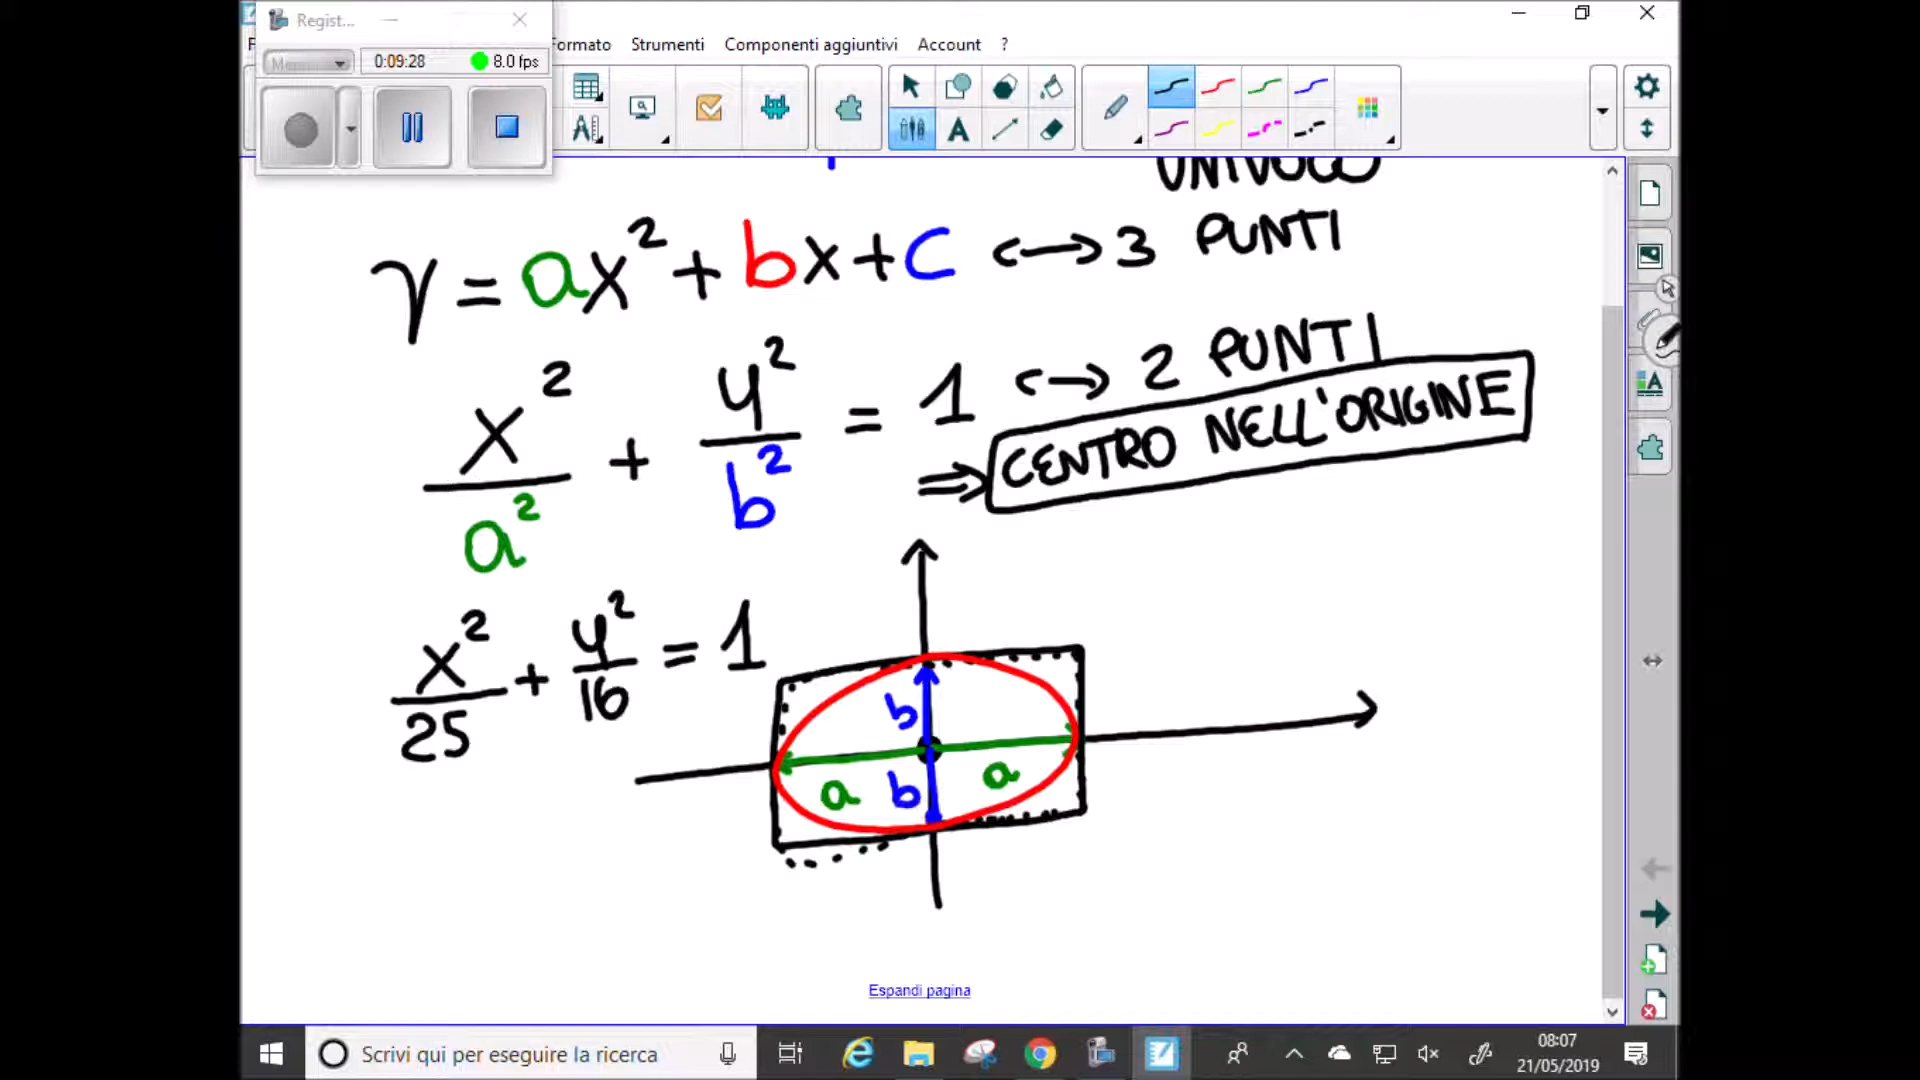 Regist...
Formato Strumenti Componenti aggiuntivi Account ?
0:09:28 8.0 fps
UNIVOCO
y = ax² + bx + c ↔ 3 PUNTI
x²/a² + y²/b² = 1 ↔ 2 PUNTI
⇒ CENTRO NELL'ORIGINE
x²/25 + y²/16 = 1
b
a b a
Espandi pagina
Scrivi qui per eseguire la ricerca
08:07
21/05/2019